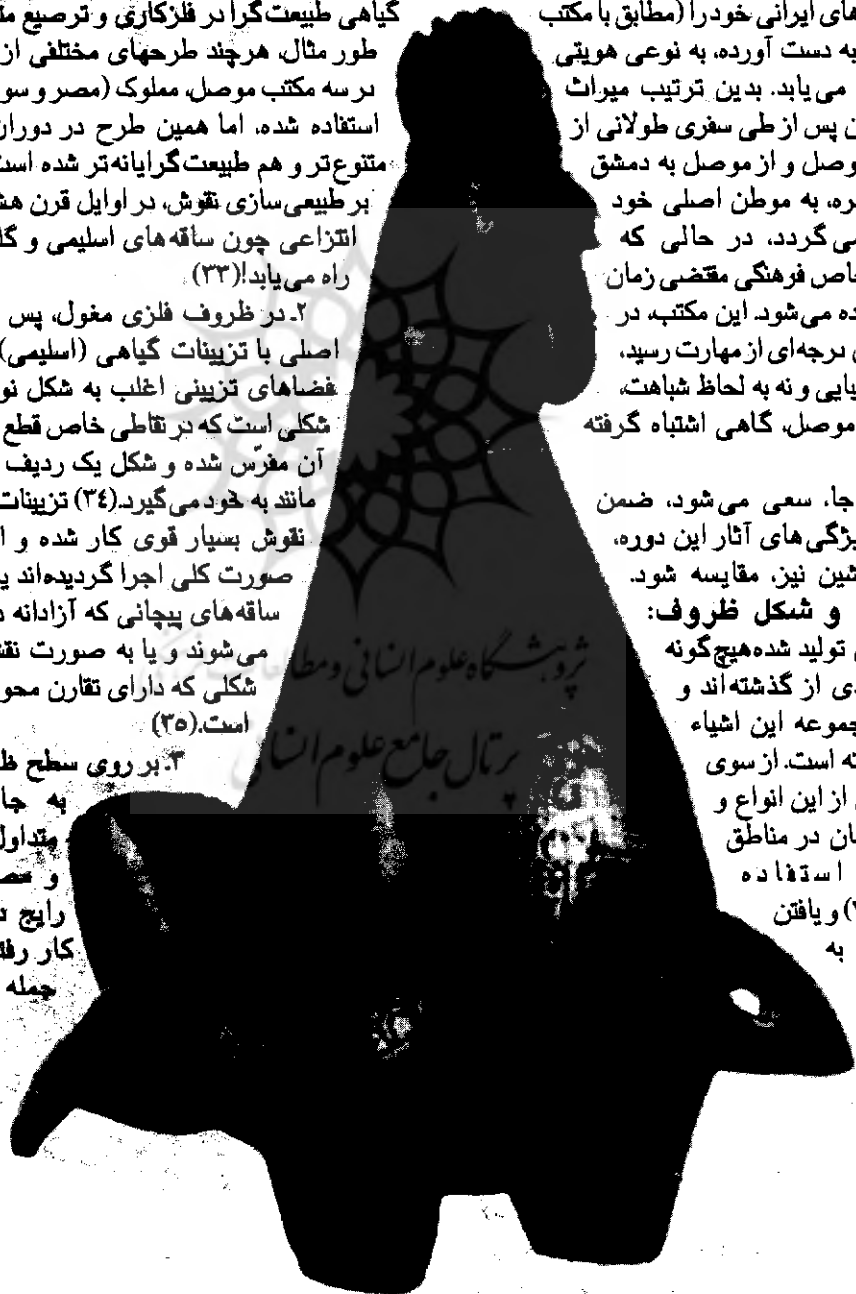 های ایرانی خود را (مطابق با مکتب
به دست آورده، به نوعی هویتی
می‌یابد. بدین ترتیب میراث
ن پس از طی سفری طولانی از
وصل و از موصل به دمشق
ره، به موطن اصلی خود
ی گردد، در حالی که
خاص فرهنگی مقتضی زمان
ده می‌شود. این مکتب، در
درجه‌ای از مهارت رسید،
یایی و نه به لحاظ شباهت،
موصل، گاهی اشتباه گرفته
جا، سعی می‌شود، ضمن
یژگی‌های آثار این دوره،
شین نیز، مقایسه شود.
و شکل ظروف:
تولید شده هیچ گونه
دی از گذشته‌اند و
جموعه این اشیاء
ته است. از سوی
از این انواع و
ان در مناطق
استفاده
) و یافتن
به
گیاهی طبیعت گرا در فلزکاری و ترصیع
طور مثال، هرچند طرحهای مختلفی از
در سه مکتب موصل، مملوک (مصر و سو
استفاده شده، اما همین طرح در دوران
متنوع‌تر و هم طبیعت گرایانه‌تر شده است
بر طبیعی‌سازی نقوش، در اوایل قرن هش
انتزاعی چون ساقه‌های اسلیمی و گل
راه می‌یابد!(۳۳)
۲. در ظروف فلزی مغول، پس
اصلی با تزیینات گیاهی (اسلیمی)
فضاهای تزیینی اغلب به شکل نو
شکلی است که در نقاطی خاص قطع
آن مفرّس شده و شکل یک ردیف
مانند به خود می‌گیرد.(۳۴) تزیینات
نقوش بسیار قوی کار شده و ا
صورت کلی اجرا گردیده‌اند ی
ساقه‌های پیچانی که آزادانه د
می‌شوند و یا به صورت نقش
شکلی که دارای تقارن محور
است.(۳۵)
۳. بر روی سطح ظ
به جا
متداول
و مصر
رایج د
کار رفت
جمله
پژوهشگاه علوم انسانی و مطالعات فرهنگی
پرتال جامع علوم انسانی